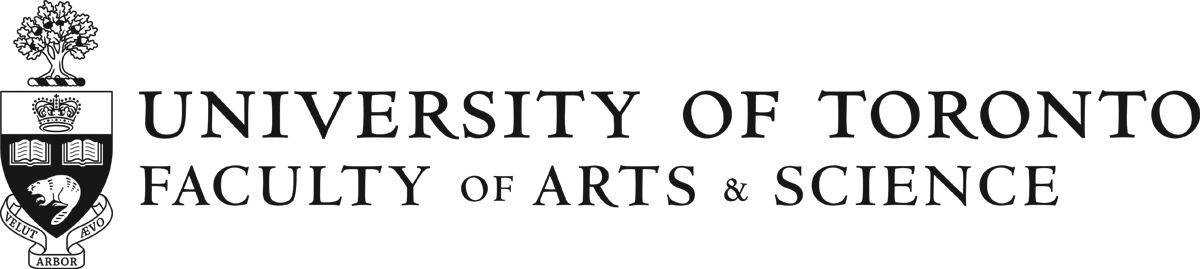 UNIVERSITY OF TORONTO
FACULTY OF ARTS & SCIENCE
VELUT ARBOR ÆVO